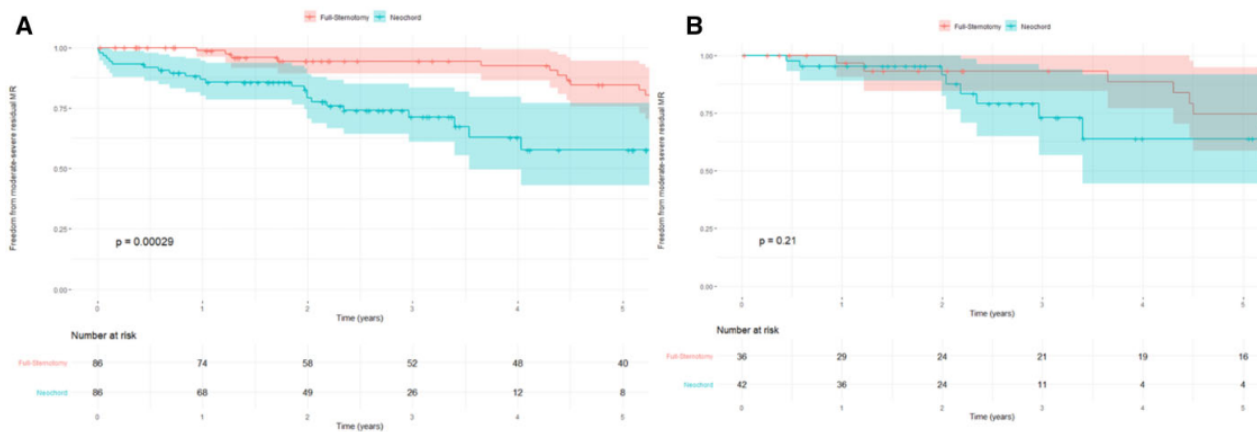 A
Full-Sternotomy Neochord
Freedom from moderate-severe residual MR
1.00
0.75
0.50
0.25
0.00
p = 0.00029
0 1 2 3 4 5
Time (years)
Number at risk
Full-Sternotomy 86 74 58 52 48 40
Neochord 86 68 49 26 12 8
0 1 2 3 4 5
Time (years)
B
Full-Sternotomy Neochord
Freedom from moderate-severe residual MR
1.00
0.75
0.50
0.25
0.00
p = 0.21
0 1 2 3 4 5
Time (years)
Number at risk
Full-Sternotomy 36 29 24 21 19 16
Neochord 42 36 24 11 4 4
0 1 2 3 4 5
Time (years)